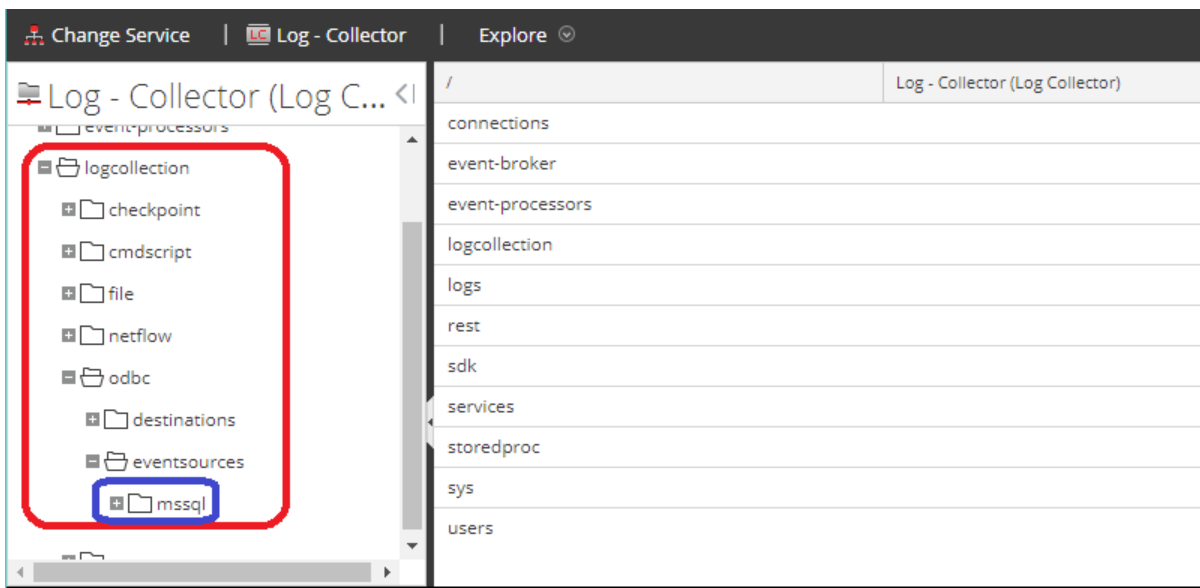 Change Service | LC Log - Collector | Explore
Log - Collector (Log C...
event-processors
logcollection
checkpoint
cmdscript
file
netflow
odbc
destinations
eventsources
mssql
/ Log - Collector (Log Collector)
connections
event-broker
event-processors
logcollection
logs
rest
sdk
services
storedproc
sys
users